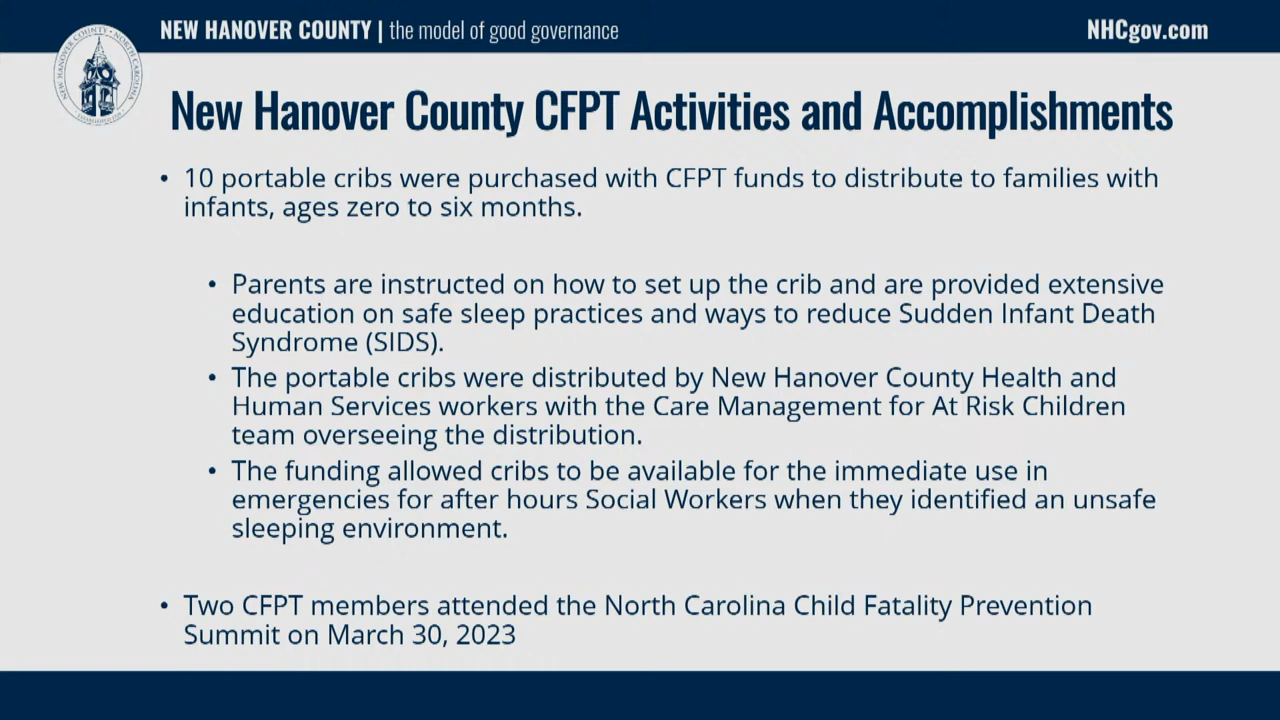 NEW HANOVER COUNTY | the model of good governance
NHCgov.com
NEW HANOVER COUNTY • NORTH CAROLINA
New Hanover County CFPT Activities and Accomplishments
• 10 portable cribs were purchased with CFPT funds to distribute to families with
infants, ages zero to six months.
• Parents are instructed on how to set up the crib and are provided extensive
education on safe sleep practices and ways to reduce Sudden Infant Death
Syndrome (SIDS).
• The portable cribs were distributed by New Hanover County Health and
Human Services workers with the Care Management for At Risk Children
team overseeing the distribution.
• The funding allowed cribs to be available for the immediate use in
emergencies for after hours Social Workers when they identified an unsafe
sleeping environment.
• Two CFPT members attended the North Carolina Child Fatality Prevention
Summit on March 30, 2023